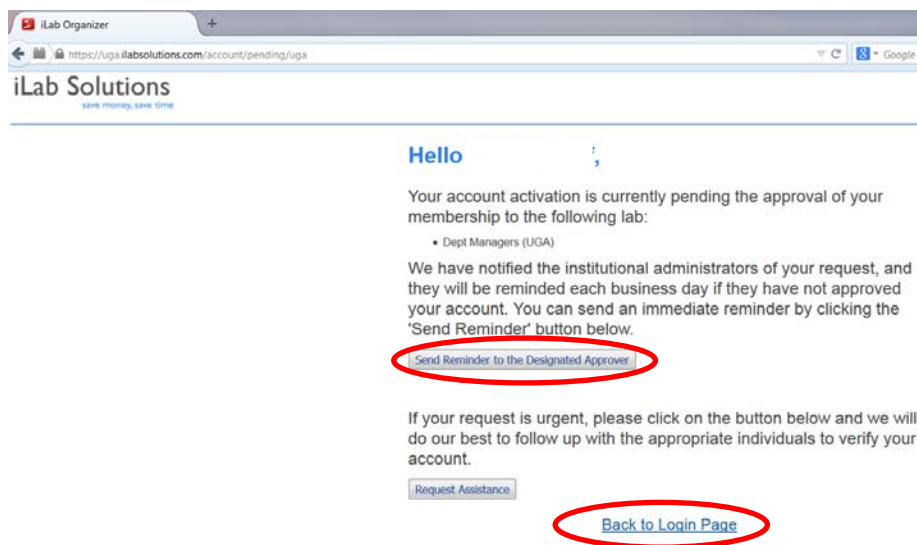 iLab Organizer
+
https://uga.ilabsolutions.com/account/pending/uga
8 Google
iLab Solutions
save money, save time
Hello ,
Your account activation is currently pending the approval of your
membership to the following lab:
• Dept Managers (UGA)
We have notified the institutional administrators of your request, and
they will be reminded each business day if they have not approved
your account. You can send an immediate reminder by clicking the
'Send Reminder' button below.
Send Reminder to the Designated Approver
If your request is urgent, please click on the button below and we will
do our best to follow up with the appropriate individuals to verify your
account.
Request Assistance
Back to Login Page